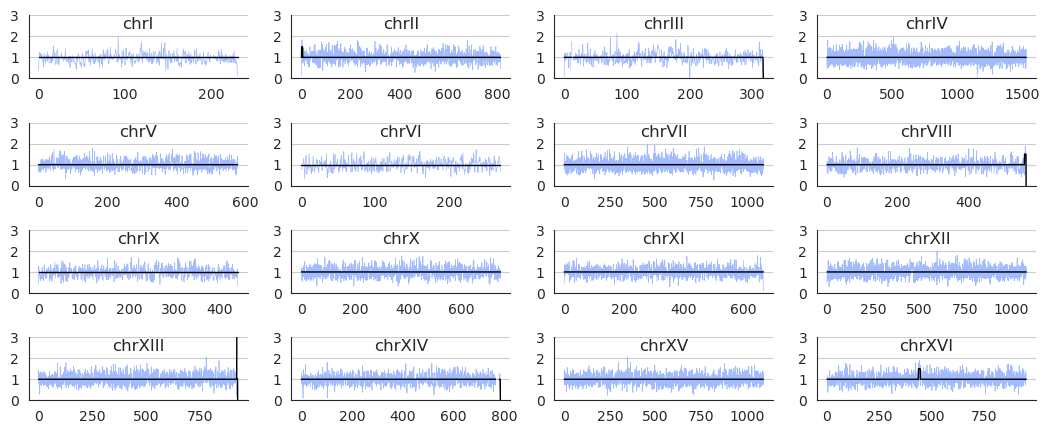 chrI chrII chrIII chrIV
3 3 3 3
2 2 2 2
1 1 1 1
0 0 0 0
0 100 200 0 200 400 600 800 0 100 200 300 0 500 1000 1500
chrV chrVI chrVII chrVIII
3 3 3 3
2 2 2 2
1 1 1 1
0 0 0 0
0 200 400 600 0 100 200 0 250 500 750 1000 0 200 400
chrIX chrX chrXI chrXII
3 3 3 3
2 2 2 2
1 1 1 1
0 0 0 0
0 100 200 300 400 0 200 400 600 0 200 400 600 0 250 500 750 1000
chrXIII chrXIV chrXV chrXVI
3 3 3 3
2 2 2 2
1 1 1 1
0 0 0 0
0 250 500 750 0 200 400 600 800 0 250 500 750 1000 0 250 500 750